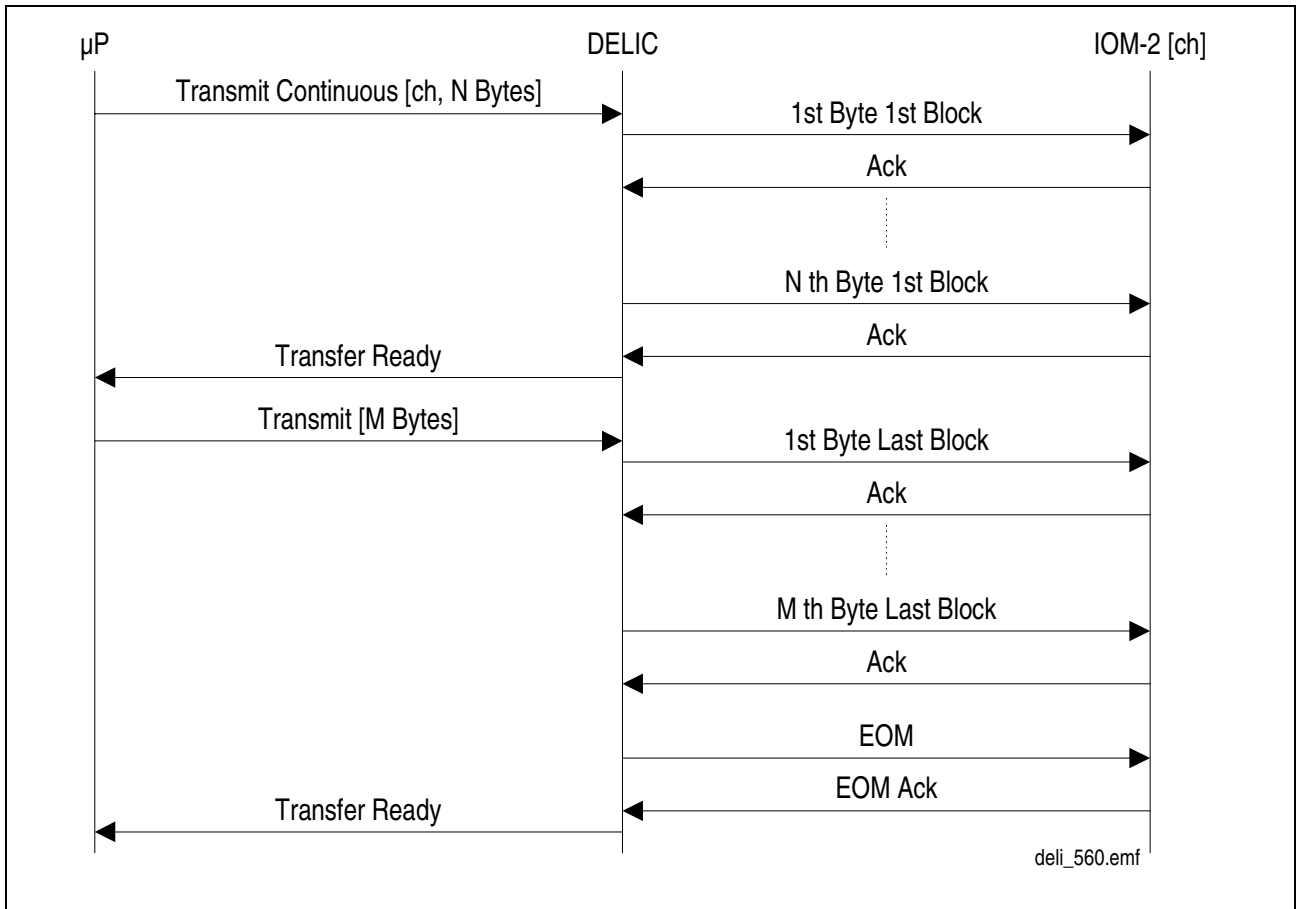 µP
DELIC
IOM-2 [ch]
Transmit Continuous [ch, N Bytes]
1st Byte 1st Block
Ack
N th Byte 1st Block
Ack
Transfer Ready
Transmit [M Bytes]
1st Byte Last Block
Ack
M th Byte Last Block
Ack
EOM
EOM Ack
Transfer Ready
deli_560.emf